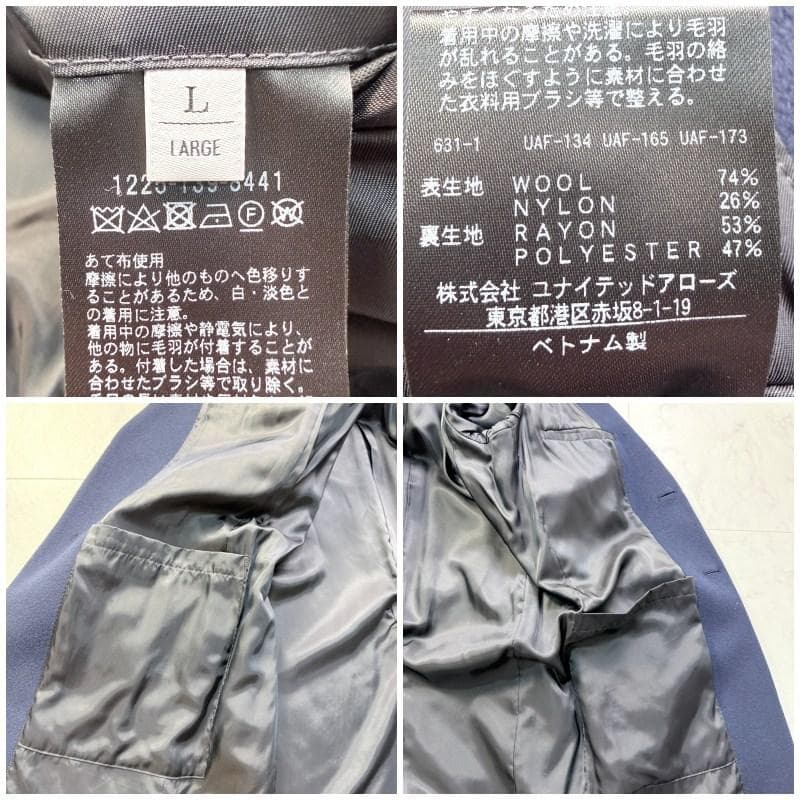 L
LARGE
あて布使用
摩擦により他のものへ色移りす
ることがあるため、白・淡色と
の着用に注意。
着用中の摩擦や静電気により、
他の物に毛羽が付着することが
ある。付着した場合は、素材に
合わせたブラシ等で取り除く。
着用中の摩擦や洗濯により毛羽
が乱れることがある。毛羽の絡
みをほぐすように素材に合わせ
た衣料用ブラシ等で整える。
631-1 UAF-134 UAF-165 UAF-173
表生地 WOOL 74%
NYLON 26%
裏生地 RAYON 53%
POLYESTER 47%
株式会社 ユナイテッドアローズ
東京都港区赤坂8-1-19
ベトナム製